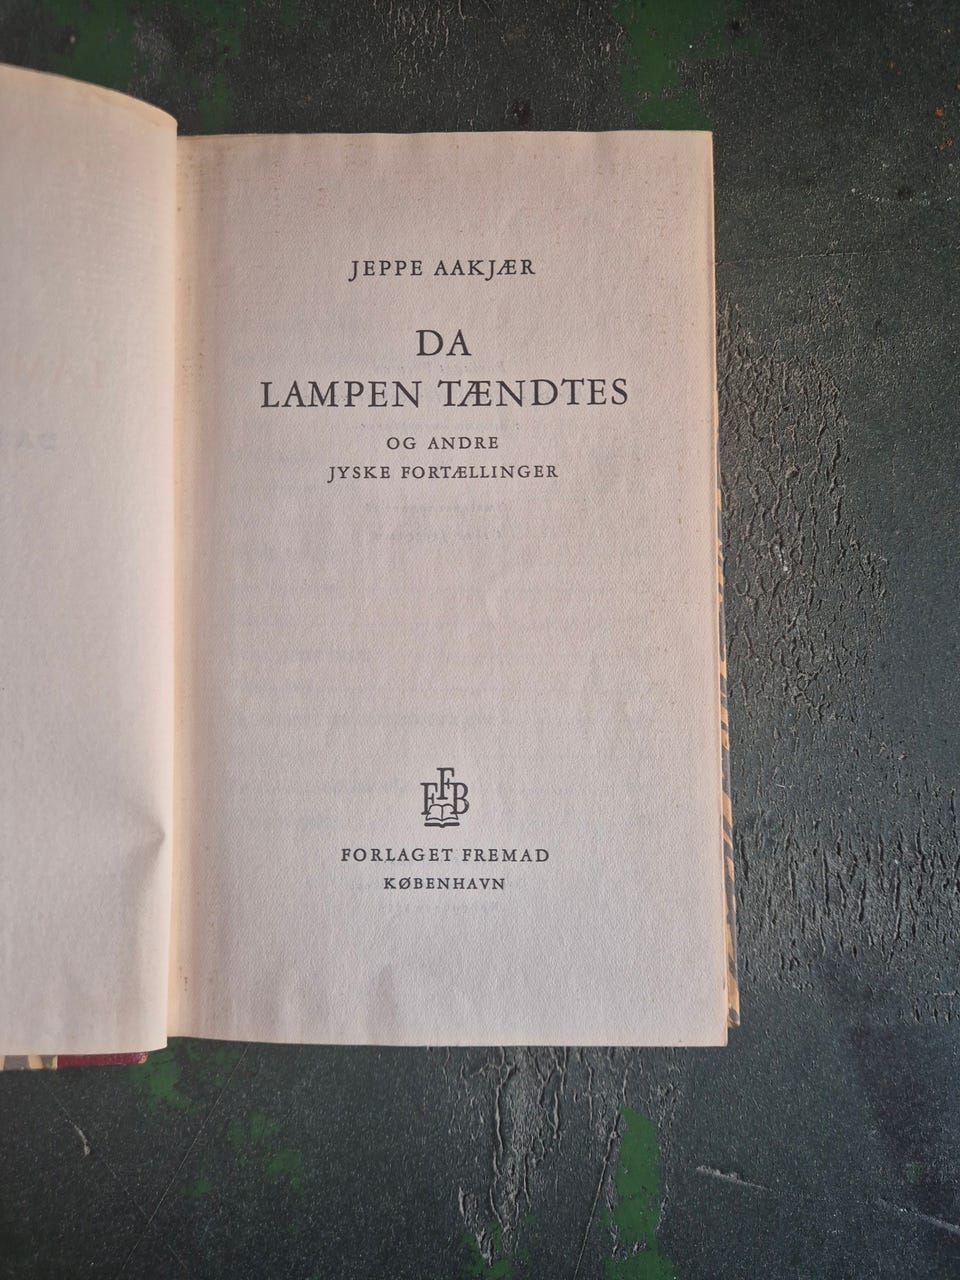 JEPPE AAKJÆR
DA
LAMPEN TÆNDTES
OG ANDRE
JYSKE FORTÆLLINGER
FFB
FORLAGET FREMAD
KØBENHAVN